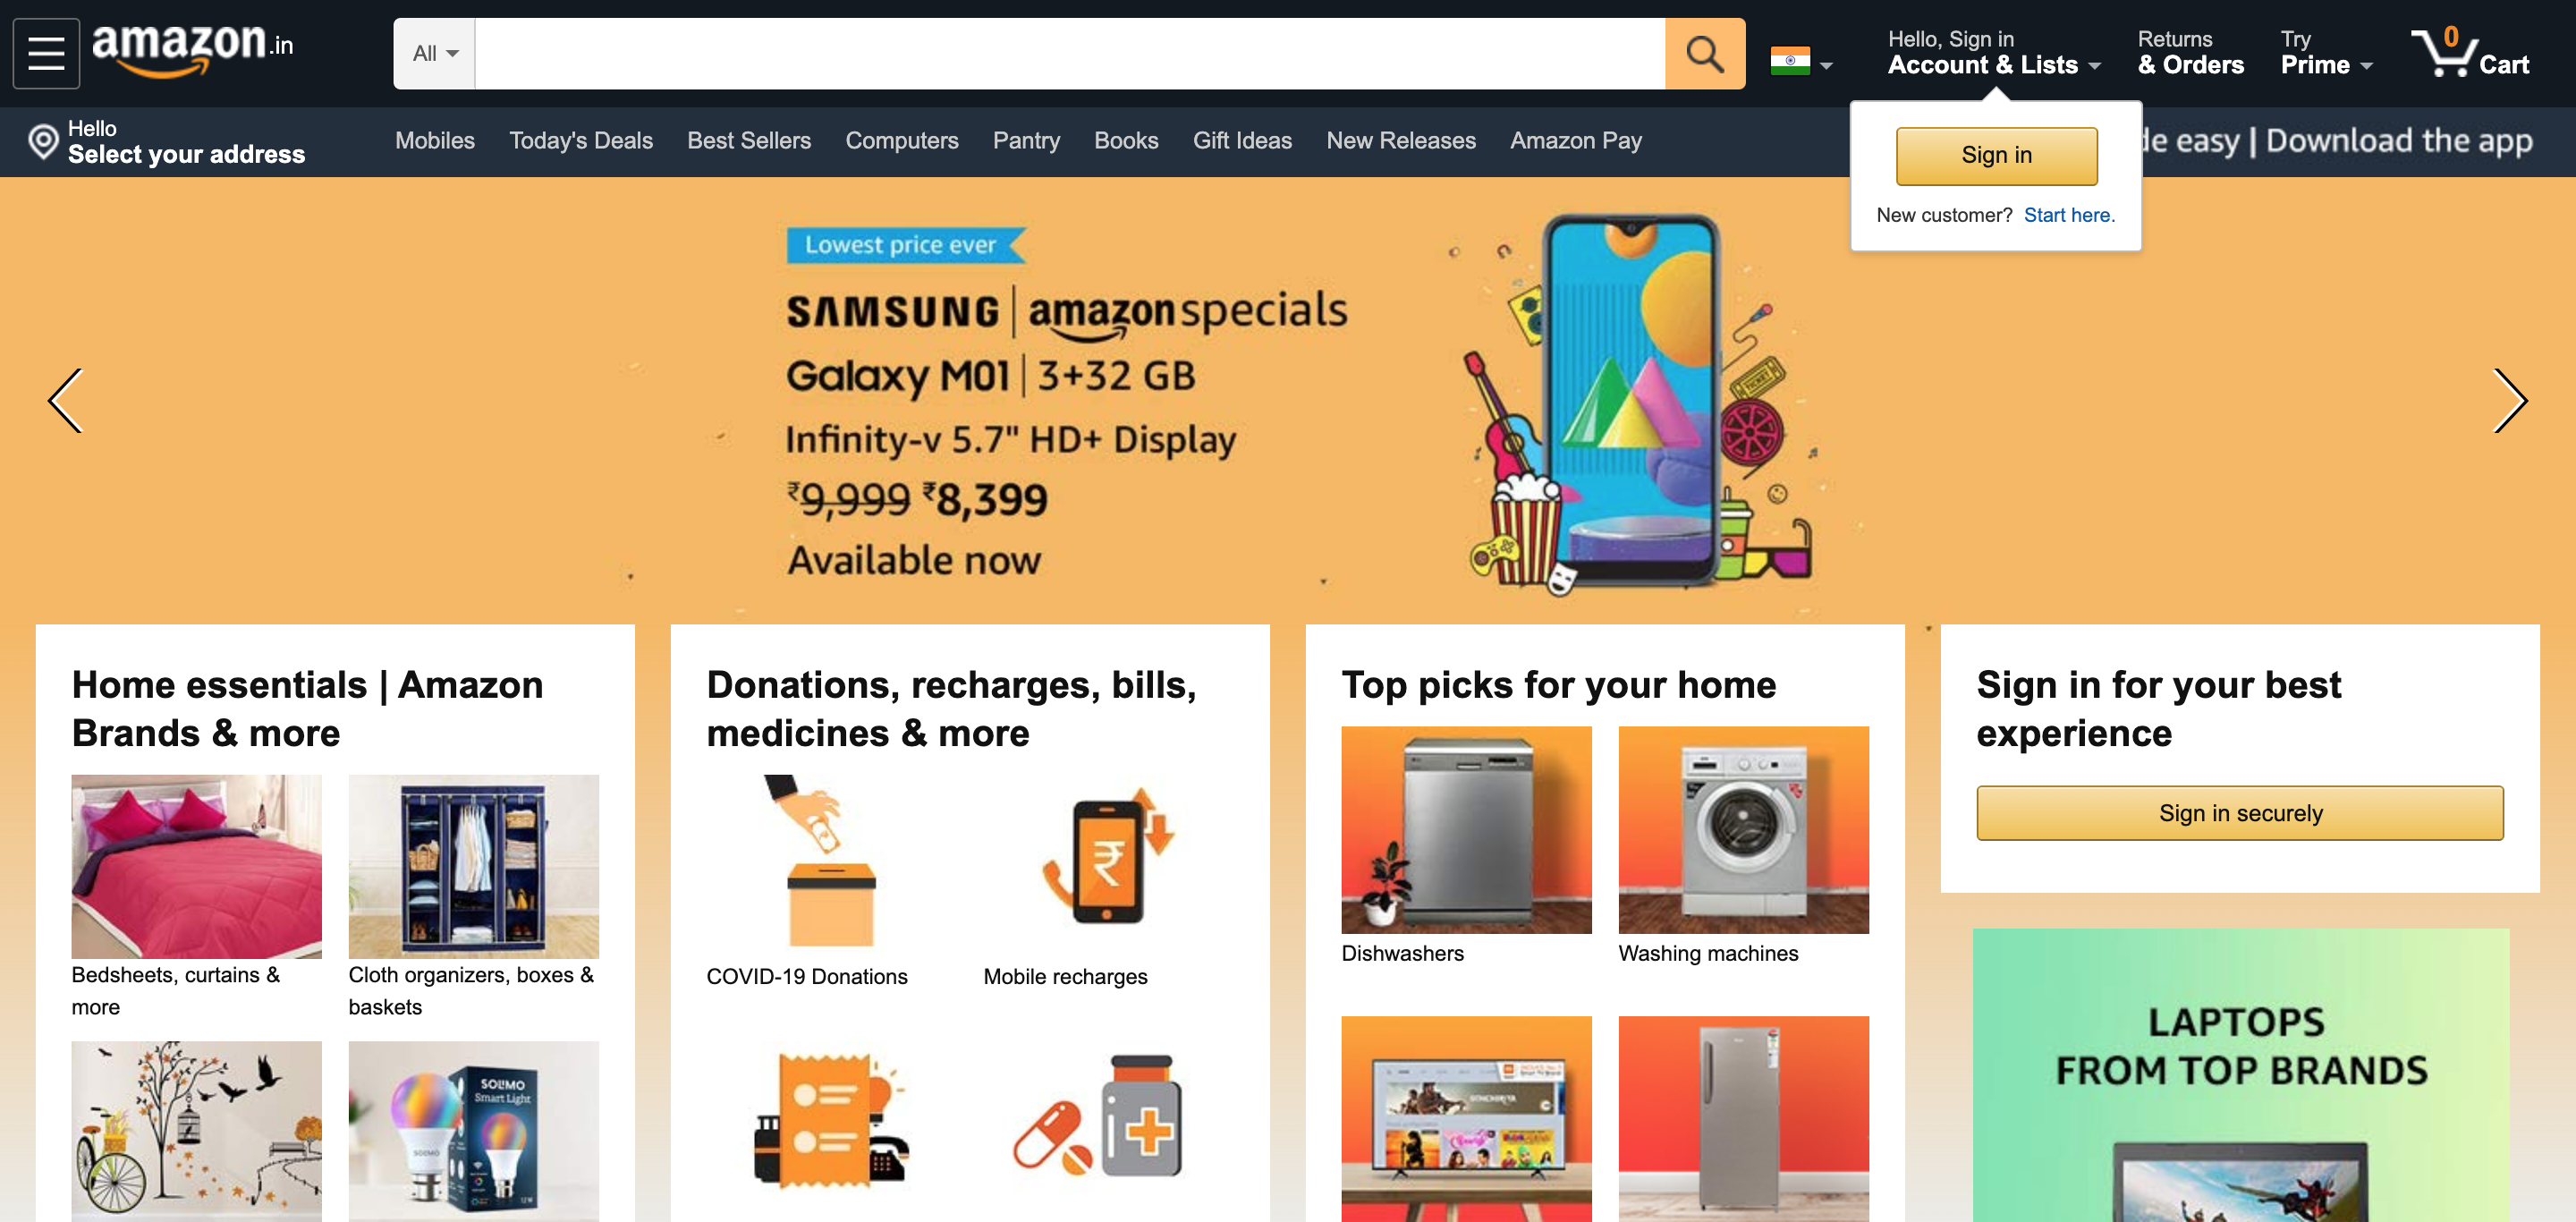 amazon.in
All
Hello, Sign in
Account & Lists
Returns
& Orders
Try
Prime
0
Cart
Hello
Select your address
Mobiles
Today's Deals
Best Sellers
Computers
Pantry
Books
Gift Ideas
New Releases
Amazon Pay
de easy | Download the app
Sign in
New customer? Start here.
Lowest price ever
SAMSUNG | amazon specials
Galaxy M01 | 3+32 GB
Infinity-v 5.7" HD+ Display
₹9,999 ₹8,399
Available now
TICKET
Home essentials | Amazon
Brands & more
Bedsheets, curtains &
more
Cloth organizers, boxes &
baskets
SOLIMO
Smart Light
SOLIMO
12W
Donations, recharges, bills,
medicines & more
₹
COVID-19 Donations
Mobile recharges
Top picks for your home
Dishwashers
Washing machines
Sign in for your best
experience
Sign in securely
LAPTOPS
FROM TOP BRANDS